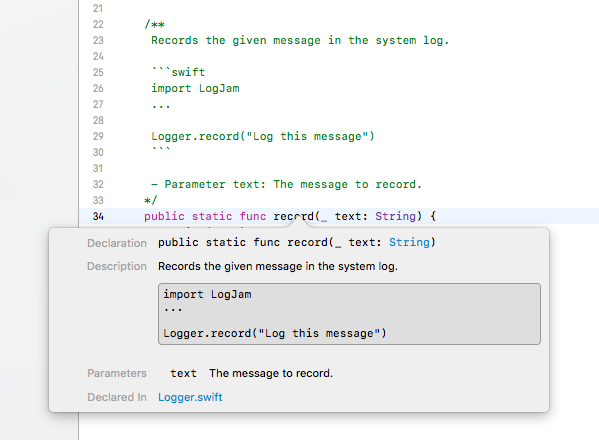 21
22 /**
23 Records the given message in the system log.
24
25 ```swift
26 import LogJam
27 ...
28
29 Logger.record("Log this message")
30 ```
31
32 - Parameter text: The message to record.
33 */
34 public static func record(_ text: String) {
Declaration public static func record(_ text: String)
Description Records the given message in the system log.
import LogJam
...
Logger.record("Log this message")
Parameters text The message to record.
Declared In Logger.swift